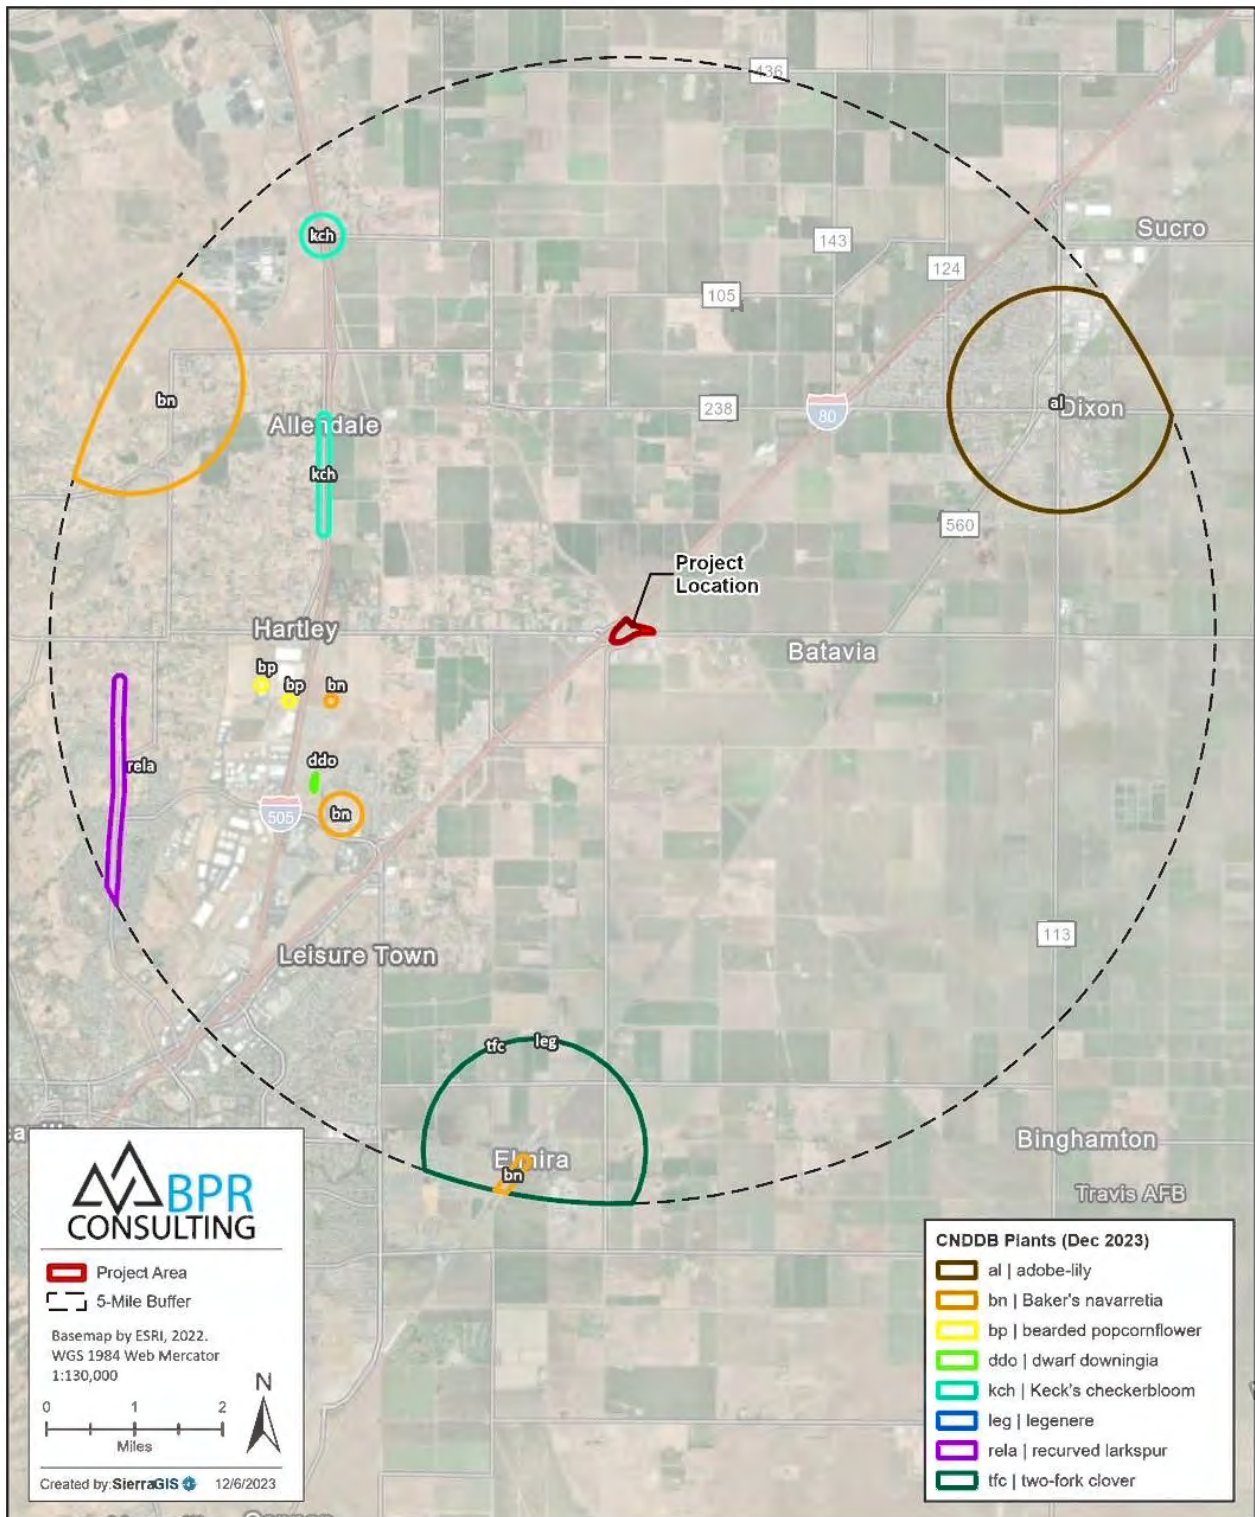 436
Sucro
kch
143
124
105
bn
238
80
al
Dixon
Allendale
kch
560
Project
Location
Hartley
Batavia
bp
bp
bn
rela
ddo
505
bn
113
Leisure Town
tfc
leg
Elmira
bn
Binghamton
Travis AFB
BPR
CONSULTING
Project Area
5-Mile Buffer
Basemap by ESRI, 2022.
WGS 1984 Web Mercator
1:130,000
N
0 1 2
Miles
Created by: SierraGIS 12/6/2023
CNDDB Plants (Dec 2023)
al | adobe-lily
bn | Baker's navarretia
bp | bearded popcornflower
ddo | dwarf downingia
kch | Keck's checkerbloom
leg | legenere
rela | recurved larkspur
tfc | two-fork clover